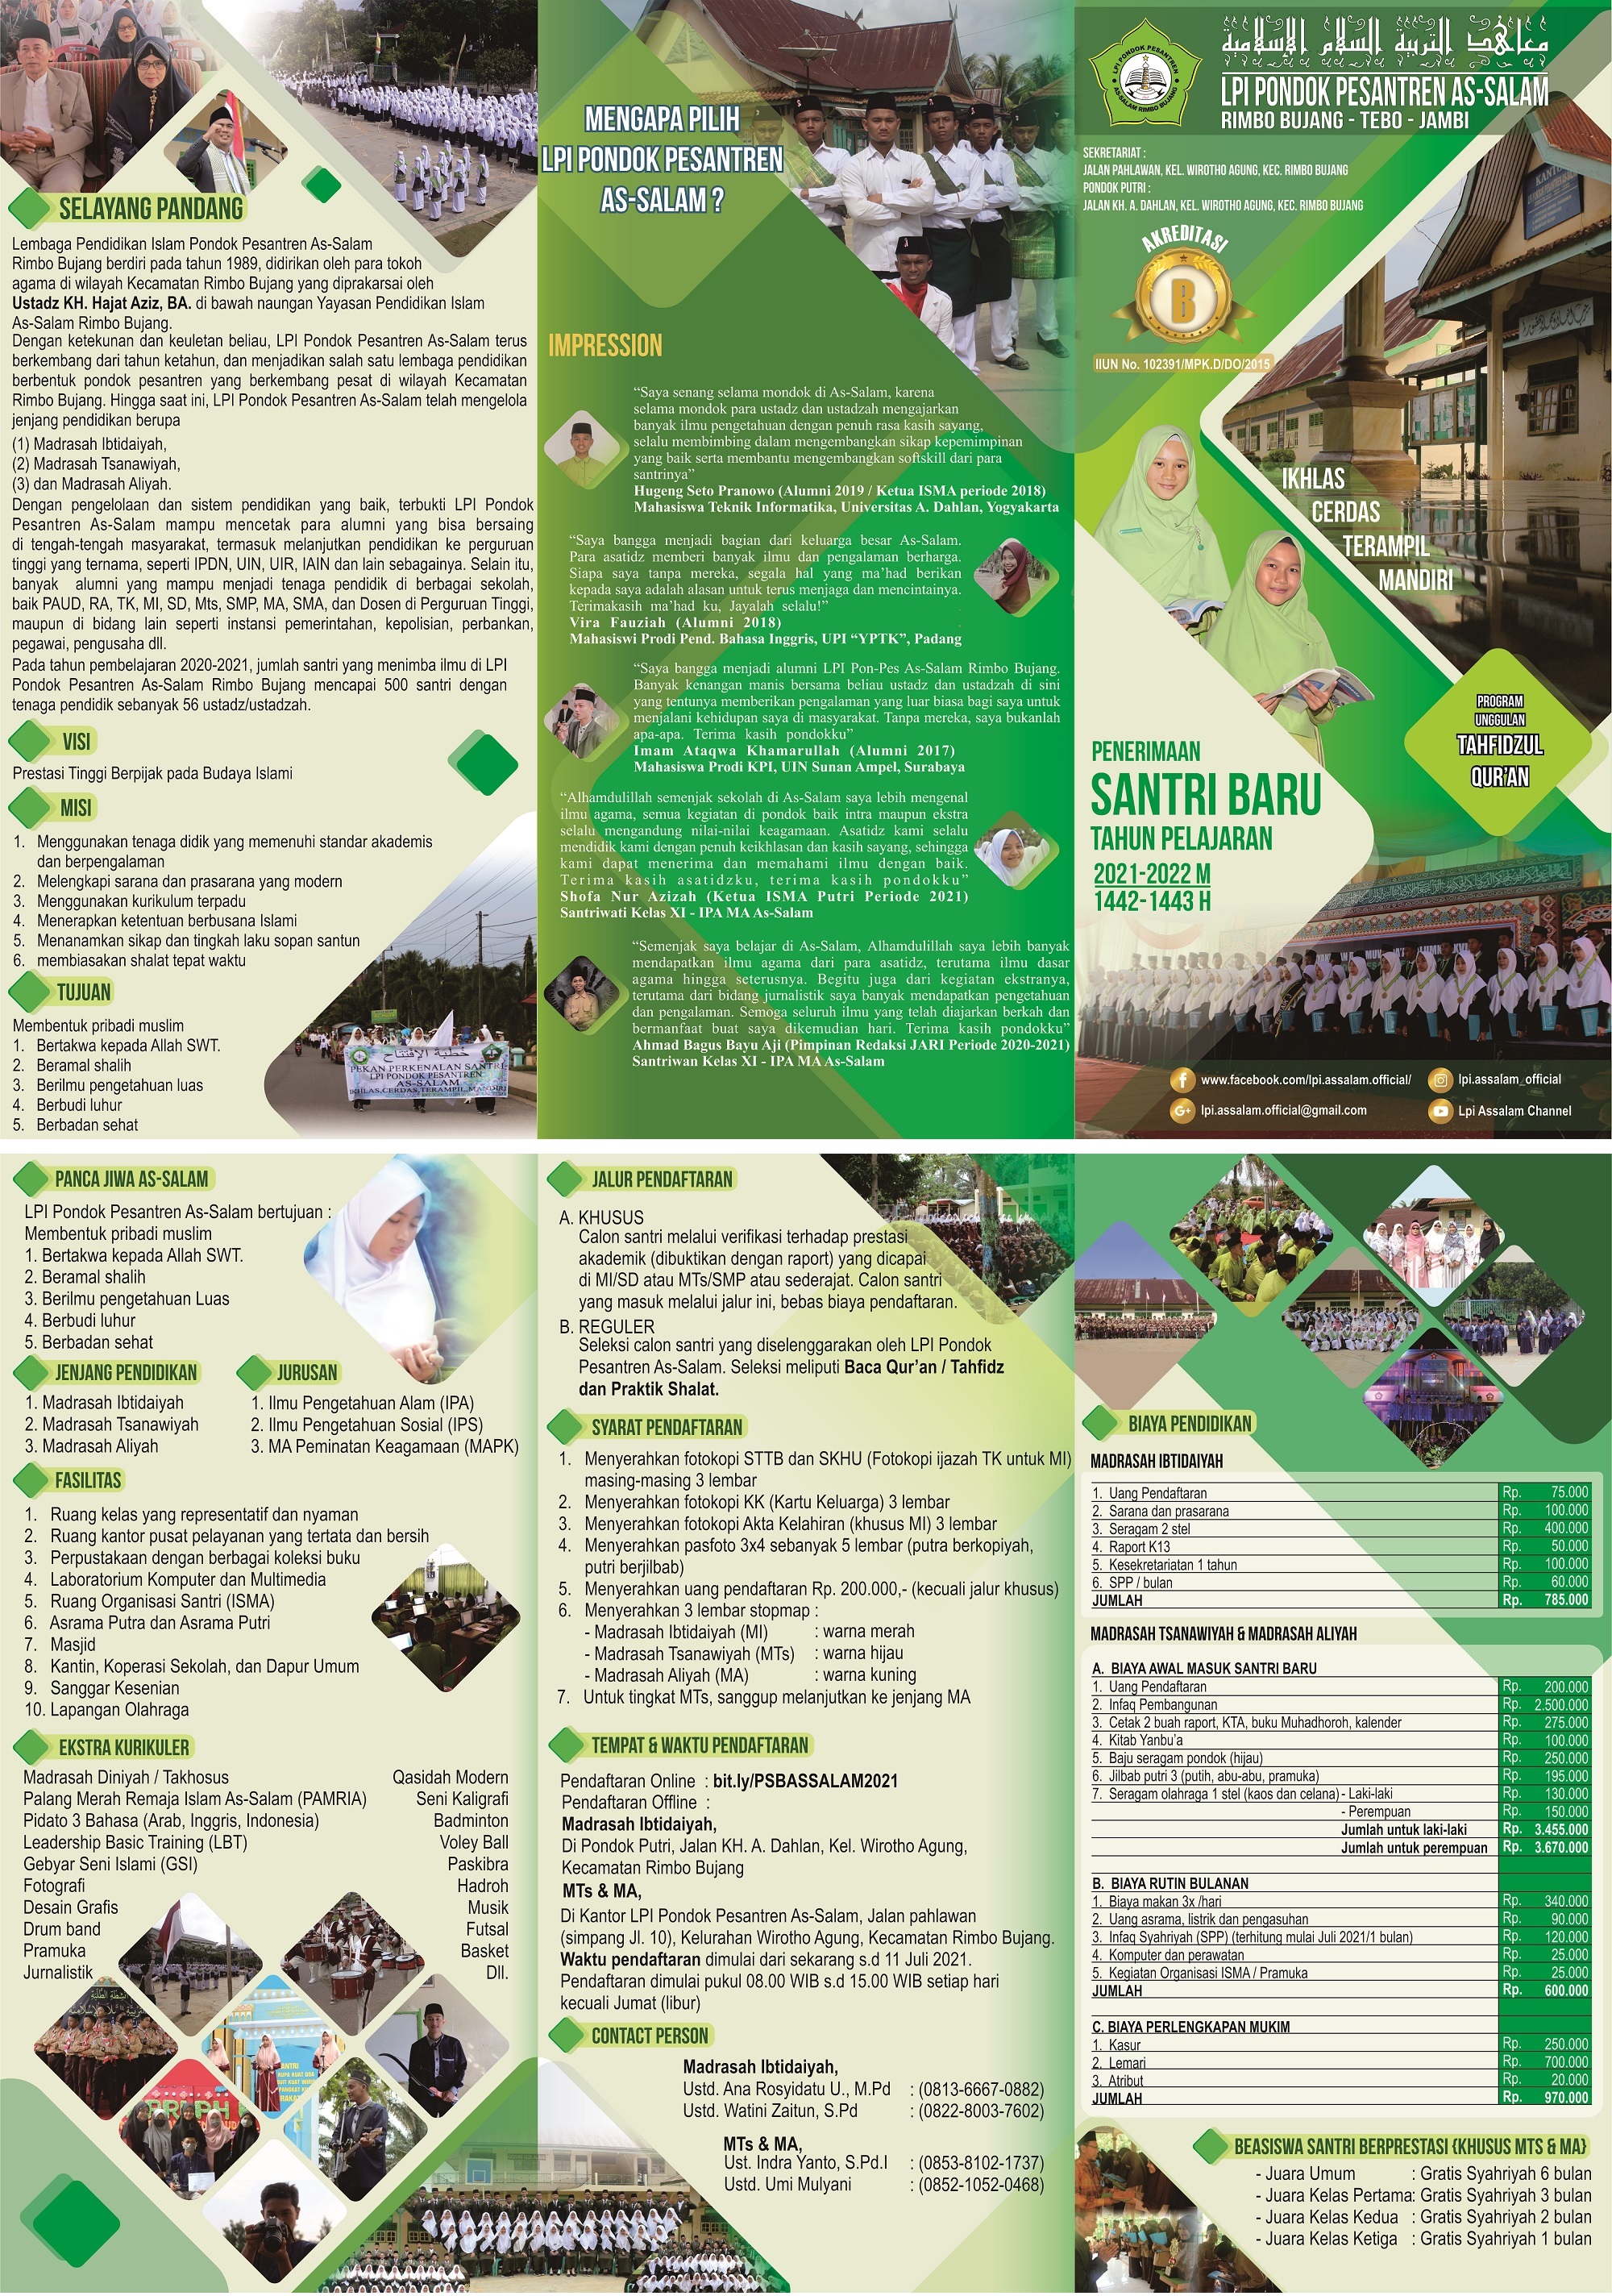 SELAYANG PANDANG
Lembaga Pendidikan Islam Pondok Pesantren As-Salam
Rimbo Bujang berdiri pada tahun 1989, didirikan oleh para tokoh
agama di wilayah Kecamatan Rimbo Bujang yang diprakarsai oleh
Ustadz KH. Hajat Aziz, BA. di bawah naungan Yayasan Pendidikan Islam
As-Salam Rimbo Bujang.
Dengan ketekunan dan keuletan beliau, LPI Pondok Pesantren As-Salam terus
berkembang dari tahun ketahun, dan menjadikan salah satu lembaga pendidikan
berbentuk pondok pesantren yang berkembang pesat di wilayah Kecamatan
Rimbo Bujang. Hingga saat ini, LPI Pondok Pesantren As-Salam telah mengelola
jenjang pendidikan berupa
(1) Madrasah Ibtidaiyah,
(2) Madrasah Tsanawiyah,
(3) dan Madrasah Aliyah.
Dengan pengelolaan dan sistem pendidikan yang baik, terbukti LPI Pondok
Pesantren As-Salam mampu mencetak para alumni yang bisa bersaing
di tengah-tengah masyarakat, termasuk melanjutkan pendidikan ke perguruan
tinggi yang ternama, seperti IPDN, UIN, UIR, IAIN dan lain sebagainya. Selain itu,
banyak alumni yang mampu menjadi tenaga pendidik di berbagai sekolah,
baik PAUD, RA, TK, MI, SD, Mts, SMP, MA, SMA, dan Dosen di Perguruan Tinggi,
maupun di bidang lain seperti instansi pemerintahan, kepolisian, perbankan,
pegawai, pengusaha dll.
Pada tahun pembelajaran 2020-2021, jumlah santri yang menimba ilmu di LPI
Pondok Pesantren As-Salam Rimbo Bujang mencapai 500 santri dengan
tenaga pendidik sebanyak 56 ustadz/ustadzah.
VISI
Prestasi Tinggi Berpijak pada Budaya Islami
MISI
1. Menggunakan tenaga didik yang memenuhi standar akademis
dan berpengalaman
2. Melengkapi sarana dan prasarana yang modern
3. Menggunakan kurikulum terpadu
4. Menerapkan ketentuan berbusana Islami
5. Menanamkan sikap dan tingkah laku sopan santun
6. membiasakan shalat tepat waktu
TUJUAN
Membentuk pribadi muslim
1. Bertakwa kepada Allah SWT.
2. Beramal shalih
3. Berilmu pengetahuan luas
4. Berbudi luhur
5. Berbadan sehat
خطبة الإفتتاح
PEKAN PERKENALAN SANTRI
LPI PONDOK PESANTREN
AS-SALAM
IKHLAS,CERDAS,TERAMPIL,MANDIRI
MENGAPA PILIH
LPI PONDOK PESANTREN
AS-SALAM ?
IMPRESSION
“Saya senang selama mondok di As-Salam, karena
selama mondok para ustadz dan ustadzah mengajarkan
banyak ilmu pengetahuan dengan penuh rasa kasih sayang,
selalu membimbing dalam mengembangkan sikap kepemimpinan
yang baik serta membantu mengembangkan softskill dari para
santrinya”
Hugeng Seto Pranowo (Alumni 2019 / Ketua ISMA periode 2018)
Mahasiswa Teknik Informatika, Universitas A. Dahlan, Yogyakarta
“Saya bangga menjadi bagian dari keluarga besar As-Salam.
Para asatidz memberi banyak ilmu dan pengalaman berharga.
Siapa saya tanpa mereka, segala hal yang ma’had berikan
kepada saya adalah alasan untuk terus menjaga dan mencintainya.
Terimakasih ma’had ku, Jayalah selalu!”
Vira Fauziah (Alumni 2018)
Mahasiswi Prodi Pend. Bahasa Inggris, UPI “YPTK”, Padang
“Saya bangga menjadi alumni LPI Pon-Pes As-Salam Rimbo Bujang.
Banyak kenangan manis bersama beliau ustadz dan ustadzah di sini
yang tentunya memberikan pengalaman yang luar biasa bagi saya untuk
menjalani kehidupan saya di masyarakat. Tanpa mereka, saya bukanlah
apa-apa. Terima kasih pondokku”
Imam Ataqwa Khamarullah (Alumni 2017)
Mahasiswa Prodi KPI, UIN Sunan Ampel, Surabaya
“Alhamdulillah semenjak sekolah di As-Salam saya lebih mengenal
ilmu agama, semua kegiatan di pondok baik intra maupun ekstra
selalu mengandung nilai-nilai keagamaan. Asatidz kami selalu
mendidik kami dengan penuh keikhlasan dan kasih sayang, sehingga
kami dapat menerima dan memahami ilmu dengan baik.
Terima kasih asatidzku, terima kasih pondokku”
Shofa Nur Azizah (Ketua ISMA Putri Periode 2021)
Santriwati Kelas XI - IPA MA As-Salam
“Semenjak saya belajar di As-Salam, Alhamdulillah saya lebih banyak
mendapatkan ilmu agama dari para asatidz, terutama ilmu dasar
agama hingga seterusnya. Begitu juga dari kegiatan ekstranya,
terutama dari bidang jurnalistik saya banyak mendapatkan pengetahuan
dan pengalaman. Semoga seluruh ilmu yang telah diajarkan berkah dan
bermanfaat buat saya dikemudian hari. Terima kasih pondokku”
Ahmad Bagus Bayu Aji (Pimpinan Redaksi JARI Periode 2020-2021)
Santriwan Kelas XI - IPA MA As-Salam
LPI PONDOK PESANTREN
AS-SALAM RIMBO BUJANG
معاهد التربية السلام الإسلامية
LPI PONDOK PESANTREN AS-SALAM
RIMBO BUJANG - TEBO - JAMBI
SEKRETARIAT :
JALAN PAHLAWAN, KEL. WIROTHO AGUNG, KEC. RIMBO BUJANG
PONDOK PUTRI :
JALAN KH. A. DAHLAN, KEL. WIROTHO AGUNG, KEC. RIMBO BUJANG
AKREDITASI
B
IIUN No. 102391/MPK.D/DO/2015
KANTOR
IKHLAS
CERDAS
TERAMPIL
MANDIRI
PROGRAM
UNGGULAN
TAHFIDZUL
QUR'AN
PENERIMAAN
SANTRI BARU
TAHUN PELAJARAN
2021-2022 M
1442-1443 H
www.facebook.com/lpi.assalam.official/
lpi.assalam_official
lpi.assalam.official@gmail.com
Lpi Assalam Channel
PANCA JIWA AS-SALAM
LPI Pondok Pesantren As-Salam bertujuan :
Membentuk pribadi muslim
1. Bertakwa kepada Allah SWT.
2. Beramal shalih
3. Berilmu pengetahuan Luas
4. Berbudi luhur
5. Berbadan sehat
JENJANG PENDIDIKAN
1. Madrasah Ibtidaiyah
2. Madrasah Tsanawiyah
3. Madrasah Aliyah
JURUSAN
1. Ilmu Pengetahuan Alam (IPA)
2. Ilmu Pengetahuan Sosial (IPS)
3. MA Peminatan Keagamaan (MAPK)
FASILITAS
1. Ruang kelas yang representatif dan nyaman
2. Ruang kantor pusat pelayanan yang tertata dan bersih
3. Perpustakaan dengan berbagai koleksi buku
4. Laboratorium Komputer dan Multimedia
5. Ruang Organisasi Santri (ISMA)
6. Asrama Putra dan Asrama Putri
7. Masjid
8. Kantin, Koperasi Sekolah, dan Dapur Umum
9. Sanggar Kesenian
10. Lapangan Olahraga
EKSTRA KURIKULER
Madrasah Diniyah / Takhosus
Palang Merah Remaja Islam As-Salam (PAMRIA)
Pidato 3 Bahasa (Arab, Inggris, Indonesia)
Leadership Basic Training (LBT)
Gebyar Seni Islami (GSI)
Fotografi
Desain Grafis
Drum band
Pramuka
Jurnalistik
Qasidah Modern
Seni Kaligrafi
Badminton
Voley Ball
Paskibra
Hadroh
Musik
Futsal
Basket
Dll.
JALUR PENDAFTARAN
A. KHUSUS
Calon santri melalui verifikasi terhadap prestasi
akademik (dibuktikan dengan raport) yang dicapai
di MI/SD atau MTs/SMP atau sederajat. Calon santri
yang masuk melalui jalur ini, bebas biaya pendaftaran.
B. REGULER
Seleksi calon santri yang diselenggarakan oleh LPI Pondok
Pesantren As-Salam. Seleksi meliputi Baca Qur’an / Tahfidz
dan Praktik Shalat.
SYARAT PENDAFTARAN
1. Menyerahkan fotokopi STTB dan SKHU (Fotokopi ijazah TK untuk MI)
masing-masing 3 lembar
2. Menyerahkan fotokopi KK (Kartu Keluarga) 3 lembar
3. Menyerahkan fotokopi Akta Kelahiran (khusus MI) 3 lembar
4. Menyerahkan pasfoto 3x4 sebanyak 5 lembar (putra berkopiyah,
putri berjilbab)
5. Menyerahkan uang pendaftaran Rp. 200.000,- (kecuali jalur khusus)
6. Menyerahkan 3 lembar stopmap :
- Madrasah Ibtidaiyah (MI) : warna merah
- Madrasah Tsanawiyah (MTs) : warna hijau
- Madrasah Aliyah (MA) : warna kuning
7. Untuk tingkat MTs, sanggup melanjutkan ke jenjang MA
TEMPAT & WAKTU PENDAFTARAN
Pendaftaran Online : bit.ly/PSBASSALAM2021
Pendaftaran Offline :
Madrasah Ibtidaiyah,
Di Pondok Putri, Jalan KH. A. Dahlan, Kel. Wirotho Agung,
Kecamatan Rimbo Bujang
MTs & MA,
Di Kantor LPI Pondok Pesantren As-Salam, Jalan pahlawan
(simpang Jl. 10), Kelurahan Wirotho Agung, Kecamatan Rimbo Bujang.
Waktu pendaftaran dimulai dari sekarang s.d 11 Juli 2021.
Pendaftaran dimulai pukul 08.00 WIB s.d 15.00 WIB setiap hari
kecuali Jumat (libur)
CONTACT PERSON
Madrasah Ibtidaiyah,
Ustd. Ana Rosyidatu U., M.Pd : (0813-6667-0882)
Ustd. Watini Zaitun, S.Pd : (0822-8003-7602)
MTs & MA,
Ust. Indra Yanto, S.Pd.I : (0853-8102-1737)
Ustd. Umi Mulyani : (0852-1052-0468)
BIAYA PENDIDIKAN
MADRASAH IBTIDAIYAH
1. Uang Pendaftaran Rp. 75.000
2. Sarana dan prasarana Rp. 100.000
3. Seragam 2 stel Rp. 400.000
4. Raport K13 Rp. 50.000
5. Kesekretariatan 1 tahun Rp. 100.000
6. SPP / bulan Rp. 60.000
JUMLAH Rp. 785.000
MADRASAH TSANAWIYAH & MADRASAH ALIYAH
A. BIAYA AWAL MASUK SANTRI BARU
1. Uang Pendaftaran Rp. 200.000
2. Infaq Pembangunan Rp. 2.500.000
3. Cetak 2 buah raport, KTA, buku Muhadhoroh, kalender Rp. 275.000
4. Kitab Yanbu’a Rp. 100.000
5. Baju seragam pondok (hijau) Rp. 250.000
6. Jilbab putri 3 (putih, abu-abu, pramuka) Rp. 195.000
7. Seragam olahraga 1 stel (kaos dan celana) - Laki-laki Rp. 130.000
- Perempuan Rp. 150.000
Jumlah untuk laki-laki Rp. 3.455.000
Jumlah untuk perempuan Rp. 3.670.000
B. BIAYA RUTIN BULANAN
1. Biaya makan 3x /hari Rp. 340.000
2. Uang asrama, listrik dan pengasuhan Rp. 90.000
3. Infaq Syahriyah (SPP) (terhitung mulai Juli 2021/1 bulan) Rp. 120.000
4. Komputer dan perawatan Rp. 25.000
5. Kegiatan Organisasi ISMA / Pramuka Rp. 25.000
JUMLAH Rp. 600.000
C. BIAYA PERLENGKAPAN MUKIM
1. Kasur Rp. 250.000
2. Lemari Rp. 700.000
3. Atribut Rp. 20.000
JUMLAH Rp. 970.000
BEASISWA SANTRI BERPRESTASI {KHUSUS MTS & MA}
- Juara Umum : Gratis Syahriyah 6 bulan
- Juara Kelas Pertama: Gratis Syahriyah 3 bulan
- Juara Kelas Kedua : Gratis Syahriyah 2 bulan
- Juara Kelas Ketiga : Gratis Syahriyah 1 bulan